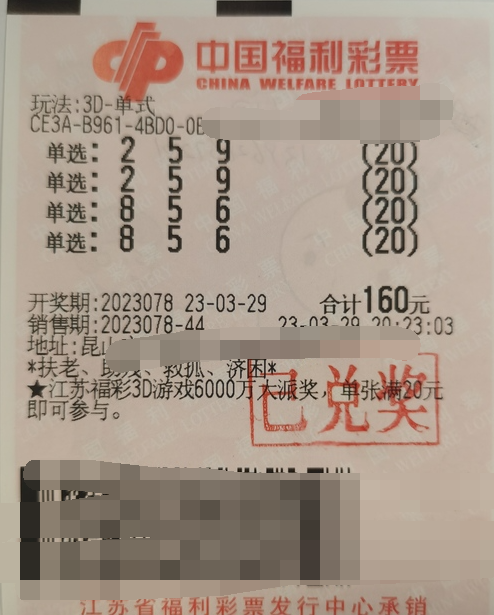 中国福利彩票
CHINA WELFARE LOTTERY
玩法:3D-单式
CE3A-B961-4BD0-0E
单选: 2 5 9 (20)
单选: 2 5 9 (20)
单选: 8 5 6 (20)
单选: 8 5 6 (20)
开奖期:2023078 23-03-29 合计160元
销售期:2023078-44 23-03-29 20:23:03
地址:昆山
*扶老、助残、救孤、济困*
★江苏福彩3D游戏6000万大派奖，单张满20元
即可参与。
已兑奖
江苏省福利彩票发行中心承销